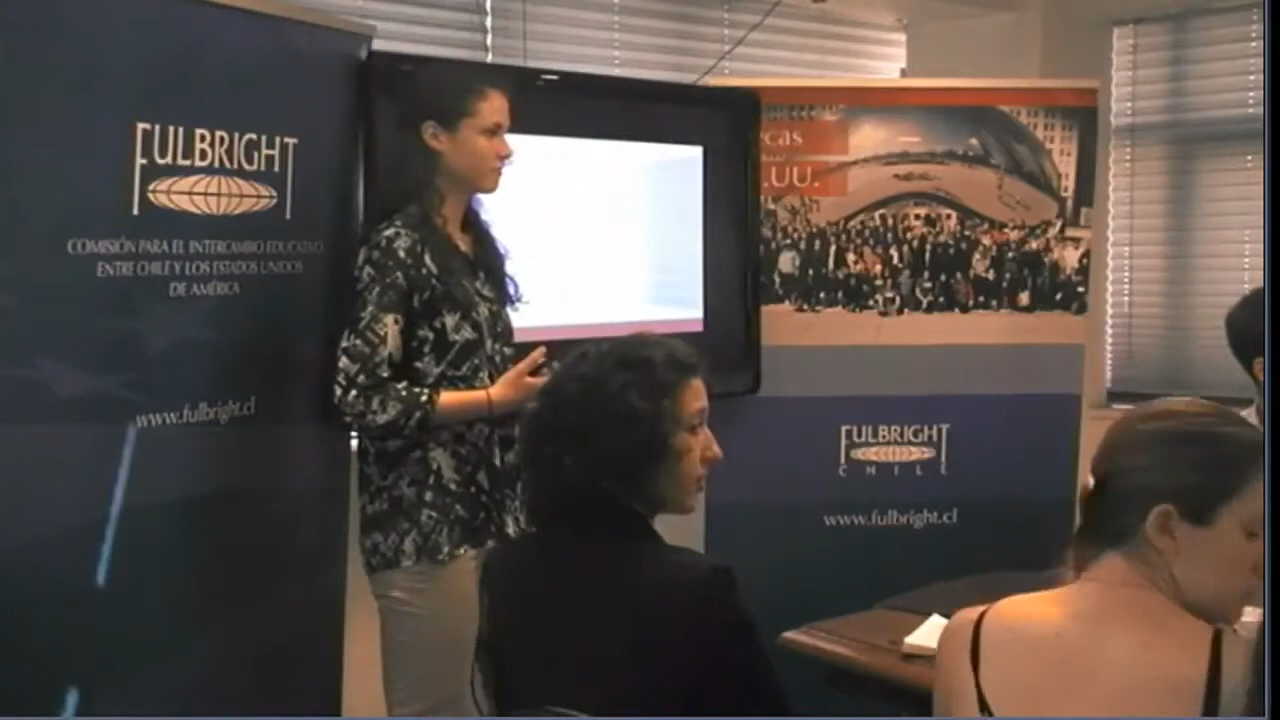 FULBRIGHT
COMISIÓN PARA EL INTERCAMBIO EDUCATIVO
ENTRE CHILE Y LOS ESTADOS UNIDOS
DE AMÉRICA
www.fulbright.cl
cas
.UU.
FULBRIGHT
CHILE
www.fulbright.cl